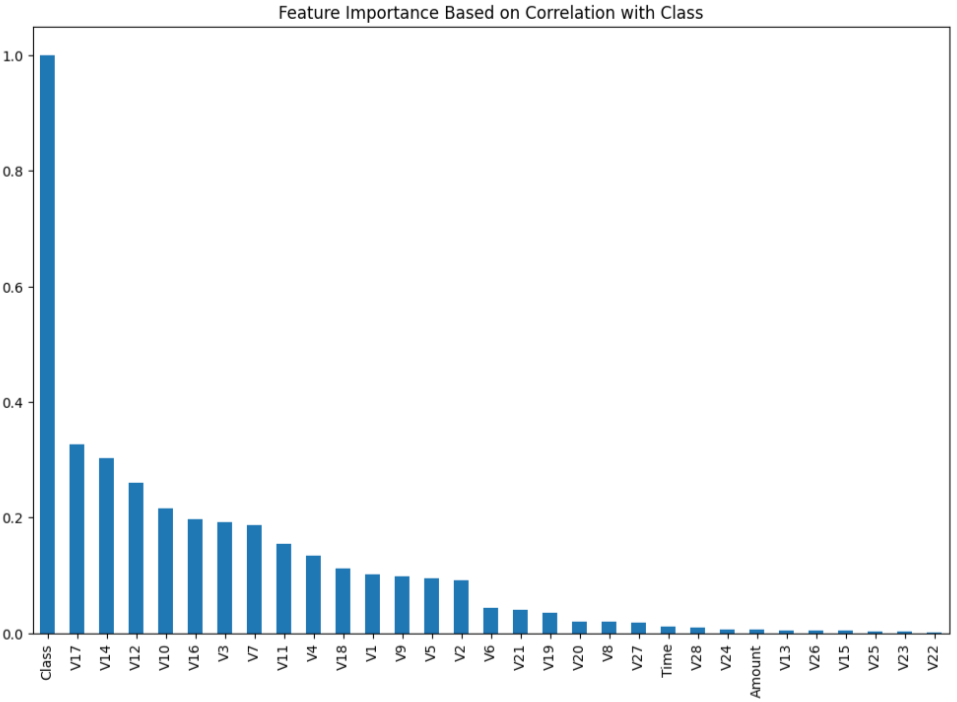 Feature Importance Based on Correlation with Class
1.0
0.8
0.6
0.4
0.2
0.0
Class
V17
V14
V12
V10
V16
V3
V7
V11
V4
V18
V1
V9
V5
V2
V6
V21
V19
V20
V8
V27
Time
V28
V24
Amount
V13
V26
V15
V25
V23
V22